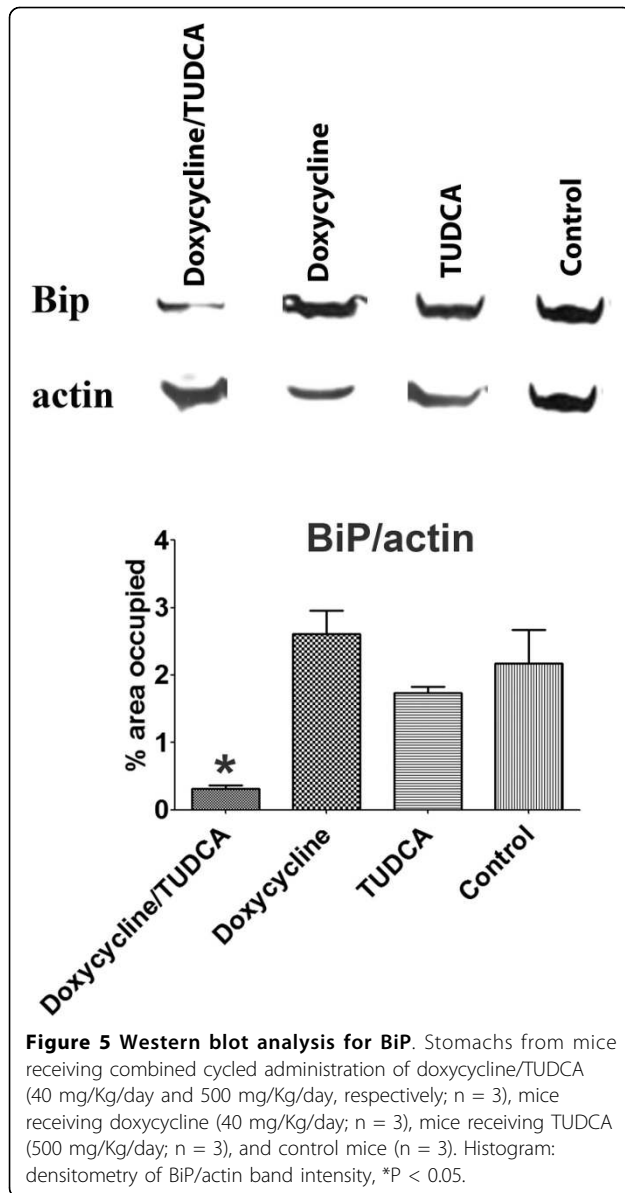 Doxycycline/TUDCA
Doxycycline
TUDCA
Control
Bip
actin
BiP/actin
% area occupied
4
3
2
1
0
*
Doxycycline/TUDCA
Doxycycline
TUDCA
Control
Figure 5 Western blot analysis for BiP. Stomachs from mice
receiving combined cycled administration of doxycycline/TUDCA
(40 mg/Kg/day and 500 mg/Kg/day, respectively; n = 3), mice
receiving doxycycline (40 mg/Kg/day; n = 3), mice receiving TUDCA
(500 mg/Kg/day; n = 3), and control mice (n = 3). Histogram:
densitometry of BiP/actin band intensity, *P < 0.05.